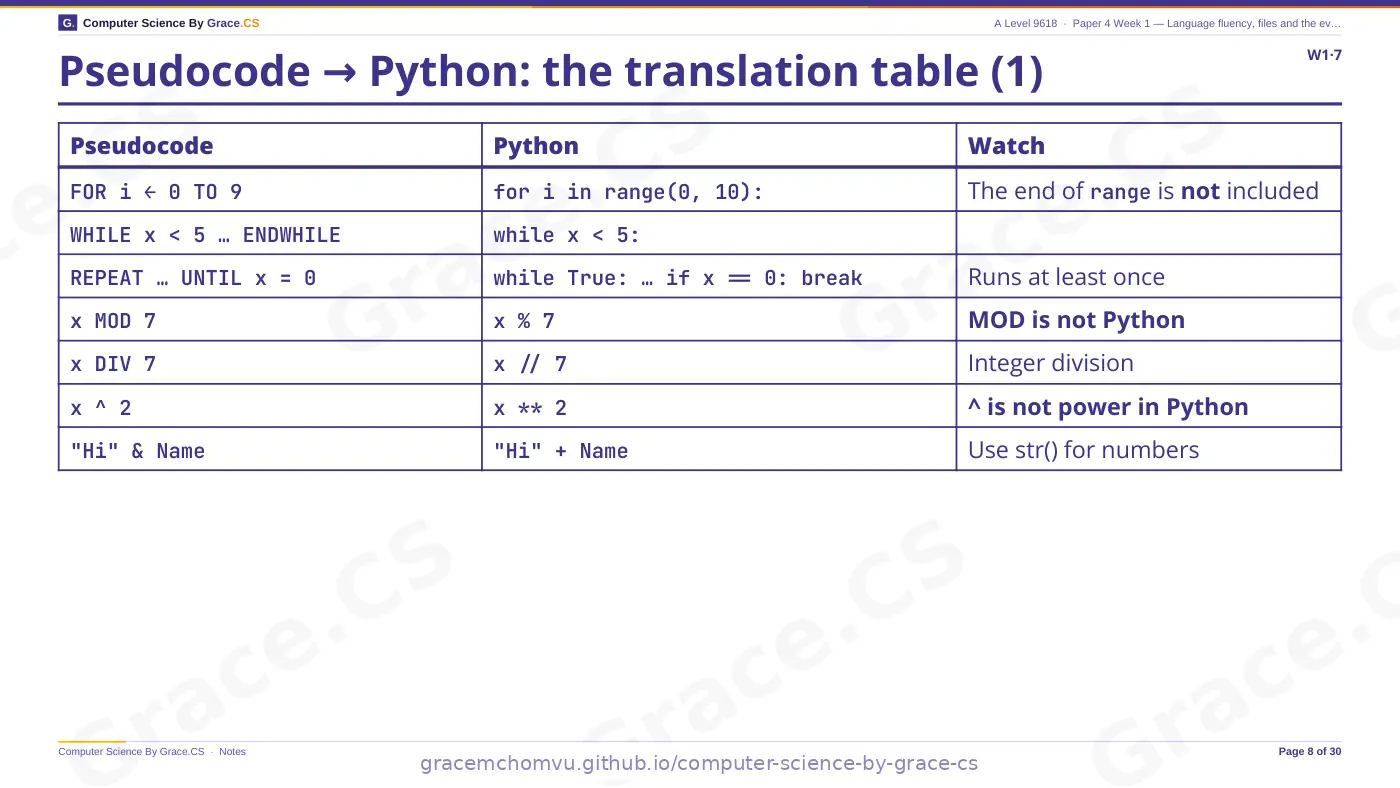 G. Computer Science By Grace.CS
A Level 9618 · Paper 4 Week 1 — Language fluency, files and the ev…
Pseudocode → Python: the translation table (1)
W1·7
Pseudocode Python Watch
FOR i ← 0 TO 9 for i in range(0, 10): The end of range is not included
WHILE x < 5 … ENDWHILE while x < 5:
REPEAT … UNTIL x = 0 while True: … if x == 0: break Runs at least once
x MOD 7 x % 7 MOD is not Python
x DIV 7 x // 7 Integer division
x ^ 2 x ** 2 ^ is not power in Python
"Hi" & Name "Hi" + Name Use str() for numbers
Computer Science By Grace.CS · Notes
Page 8 of 30
gracemchomvu.github.io/computer-science-by-grace-cs
Grace.CS